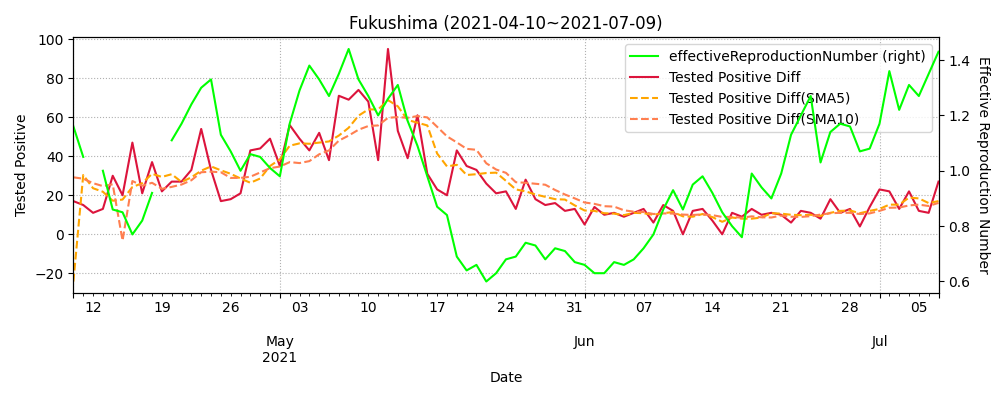 Fukushima (2021-04-10~2021-07-09)
effectiveReproductionNumber (right)
Tested Positive Diff
Tested Positive Diff(SMA5)
Tested Positive Diff(SMA10)
Tested Positive
100
80
60
40
20
0
−20
1.4
1.2
1.0
0.8
0.6
Effective Reproduction Number
12 19 26 03 10 17 24 31 07 14 21 28 05
May Jun Jul
2021
Date